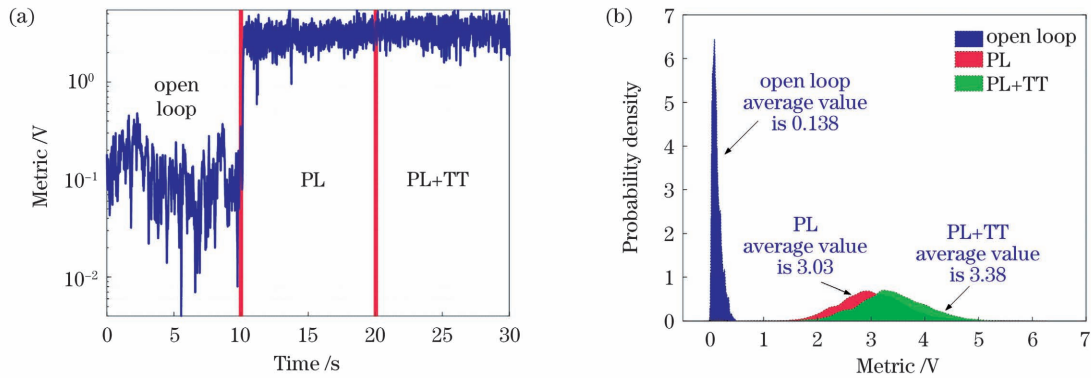 (a)
10⁰
10⁻¹
10⁻²
Metric /V
open
loop
PL
PL+TT
0
5
10
15
20
25
30
Time /s
(b)
7
6
5
4
3
2
1
0
Probability density
open loop
PL
PL+TT
open loop
average value
is 0.138
PL
average value
is 3.03
PL+TT
average value
is 3.38
0
1
2
3
4
5
6
7
Metric /V